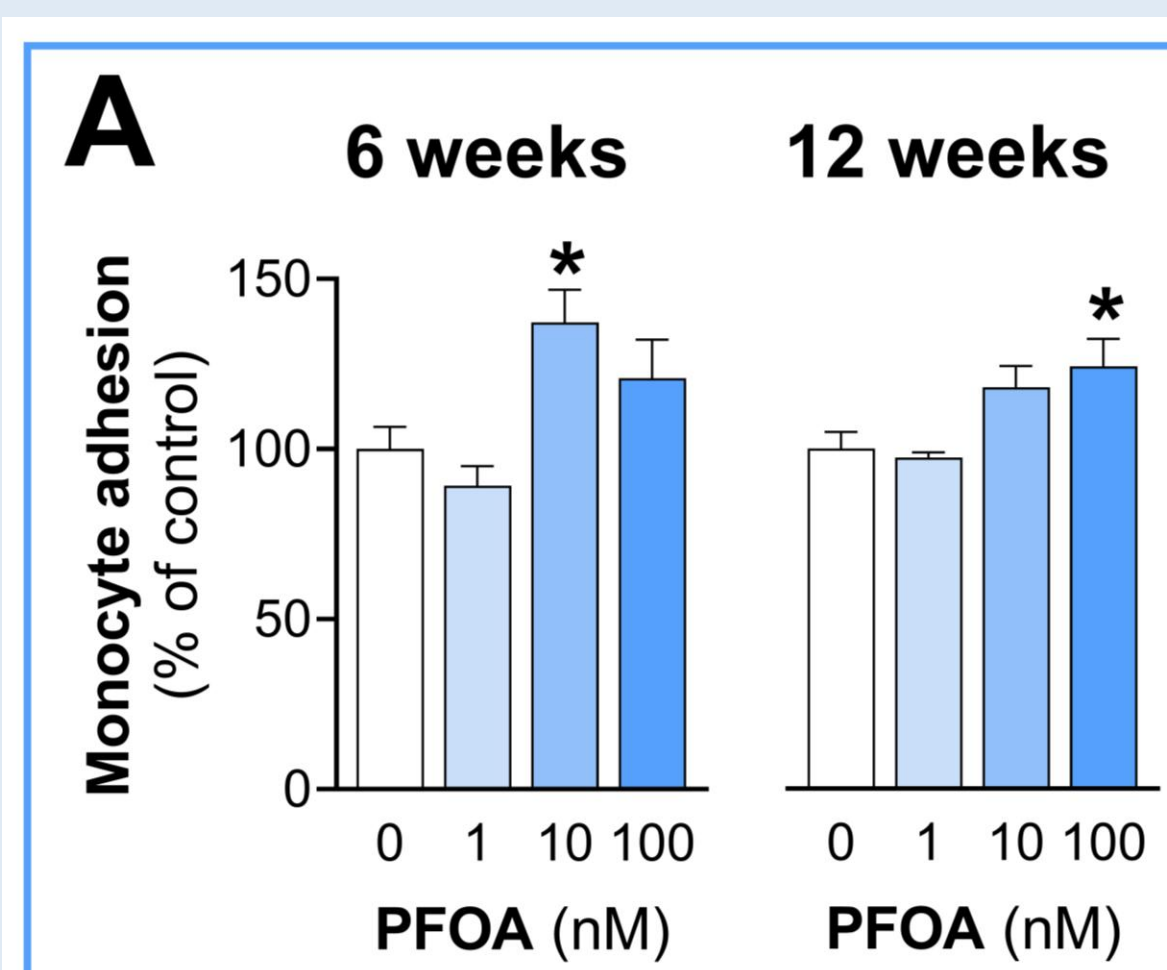 A
6 weeks
12 weeks
Monocyte adhesion
(% of control)
150
100
50
0
*
*
0 1 10 100
0 1 10 100
PFOA (nM)
PFOA (nM)